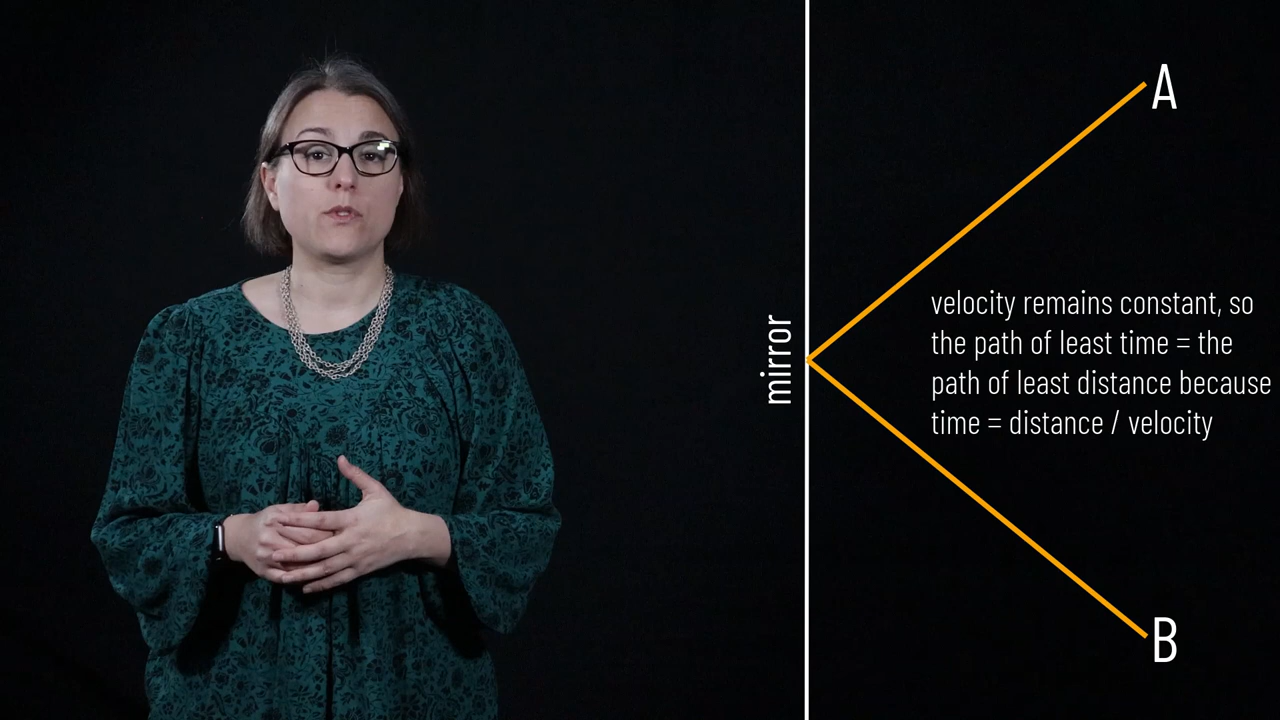 A
mirror
velocity remains constant, so
the path of least time = the
path of least distance because
time = distance / velocity
B